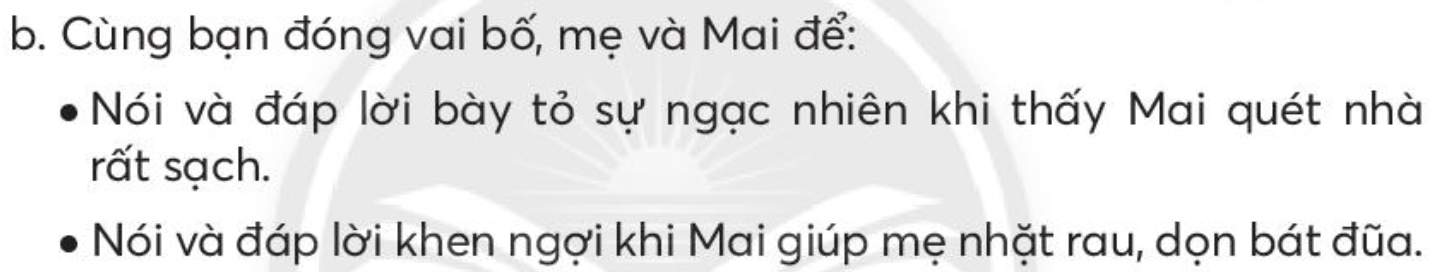 b. Cùng bạn đóng vai bố, mẹ và Mai để:
• Nói và đáp lời bày tỏ sự ngạc nhiên khi thấy Mai quét nhà
rất sạch.
• Nói và đáp lời khen ngợi khi Mai giúp mẹ nhặt rau, dọn bát đũa.